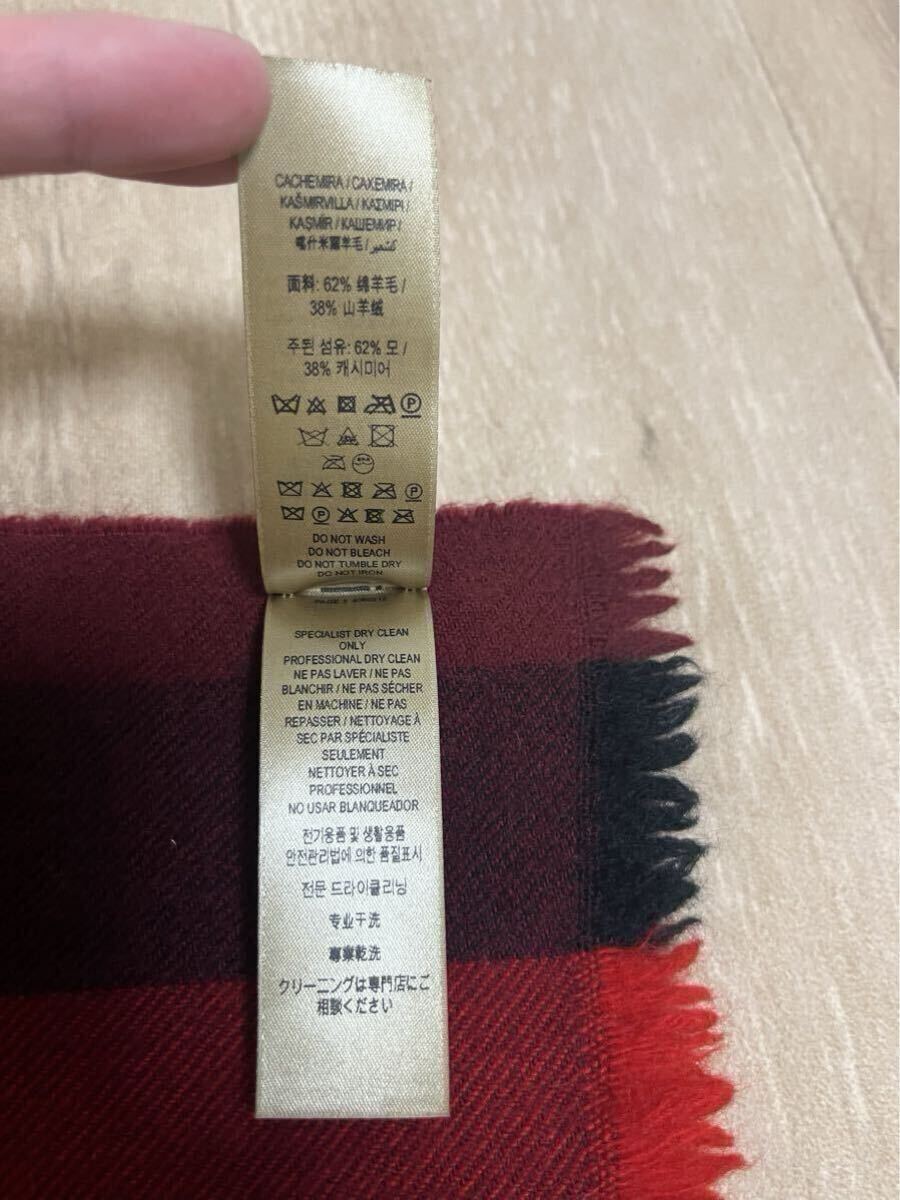 CACHEMIRA / CAXEMIRA /
KAŠMIRVILLA / ΚΑΣΜΙΡΙ /
KAŞMİR / КАШЕМИР /
喀什米爾羊毛 / كشمير
面料: 62% 绵羊毛 /
38% 山羊绒
주된 섬유: 62% 모 /
38% 캐시미어
P
P
P
DO NOT WASH
DO NOT BLEACH
DO NOT TUMBLE DRY
DO NOT IRON
SPECIALIST DRY CLEAN
ONLY
PROFESSIONAL DRY CLEAN
NE PAS LAVER / NE PAS
BLANCHIR / NE PAS SÉCHER
EN MACHINE / NE PAS
REPASSER / NETTOYAGE À
SEC PAR SPÉCIALISTE
SEULEMENT
NETTOYER À SEC
PROFESSIONNEL
NO USAR BLANQUEADOR
전기용품 및 생활용품
안전관리법에 의한 품질표시
전문 드라이클리닝
专业干洗
專業乾洗
クリーニングは専門店にご
相談ください